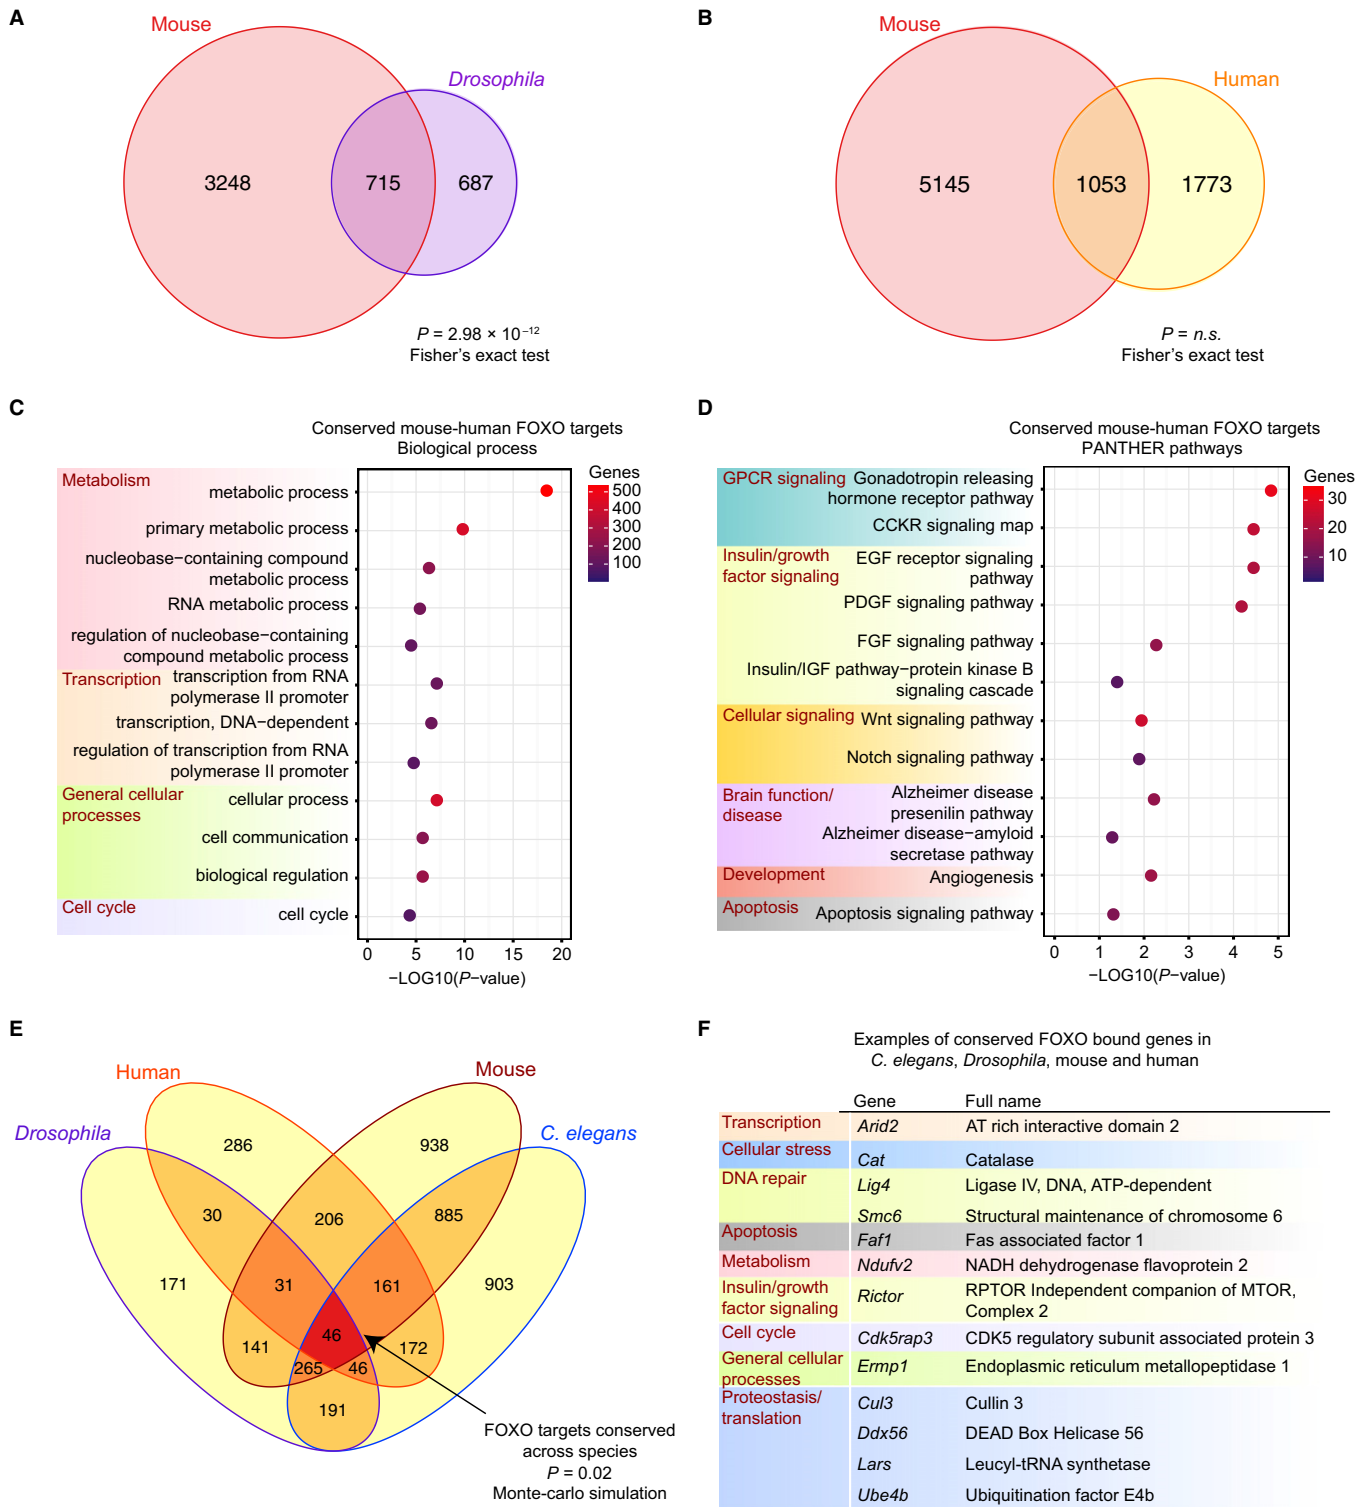 A
Mouse
Drosophila
3248
715
687
P = 2.98 × 10⁻¹²
Fisher's exact test
B
Mouse
Human
5145
1053
1773
P = n.s.
Fisher's exact test
C
Conserved mouse-human FOXO targets
Biological process
Metabolism
metabolic process
primary metabolic process
nucleobase−containing compound
metabolic process
RNA metabolic process
regulation of nucleobase−containing
compound metabolic process
Transcription
transcription from RNA
polymerase II promoter
transcription, DNA−dependent
regulation of transcription from RNA
polymerase II promoter
General cellular
processes
cellular process
cell communication
biological regulation
Cell cycle
cell cycle
0 5 10 15 20
−LOG10(P−value)
Genes
500
400
300
200
100
D
Conserved mouse-human FOXO targets
PANTHER pathways
GPCR signaling
Gonadotropin releasing
hormone receptor pathway
CCKR signaling map
Insulin/growth
factor signaling
EGF receptor signaling
pathway
PDGF signaling pathway
FGF signaling pathway
Insulin/IGF pathway−protein kinase B
signaling cascade
Cellular signaling
Wnt signaling pathway
Notch signaling pathway
Brain function/
disease
Alzheimer disease
presenilin pathway
Alzheimer disease−amyloid
secretase pathway
Development
Angiogenesis
Apoptosis
Apoptosis signaling pathway
0 1 2 3 4 5
−LOG10(P−value)
Genes
30
20
10
E
Human
Mouse
Drosophila
C. elegans
286
938
30
206
885
171
31
161
903
46
141
172
265
46
191
FOXO targets conserved
across species
P = 0.02
Monte-carlo simulation
F
Examples of conserved FOXO bound genes in
C. elegans, Drosophila, mouse and human
Gene Full name
Transcription Arid2 AT rich interactive domain 2
Cellular stress Cat Catalase
DNA repair Lig4 Ligase IV, DNA, ATP-dependent
Smc6 Structural maintenance of chromosome 6
Apoptosis Faf1 Fas associated factor 1
Metabolism Ndufv2 NADH dehydrogenase flavoprotein 2
Insulin/growth
factor signaling
Rictor
RPTOR Independent companion of MTOR,
Complex 2
Cell cycle Cdk5rap3 CDK5 regulatory subunit associated protein 3
General cellular
processes
Ermp1 Endoplasmic reticulum metallopeptidase 1
Proteostasis/
translation
Cul3 Cullin 3
Ddx56 DEAD Box Helicase 56
Lars Leucyl-tRNA synthetase
Ube4b Ubiquitination factor E4b